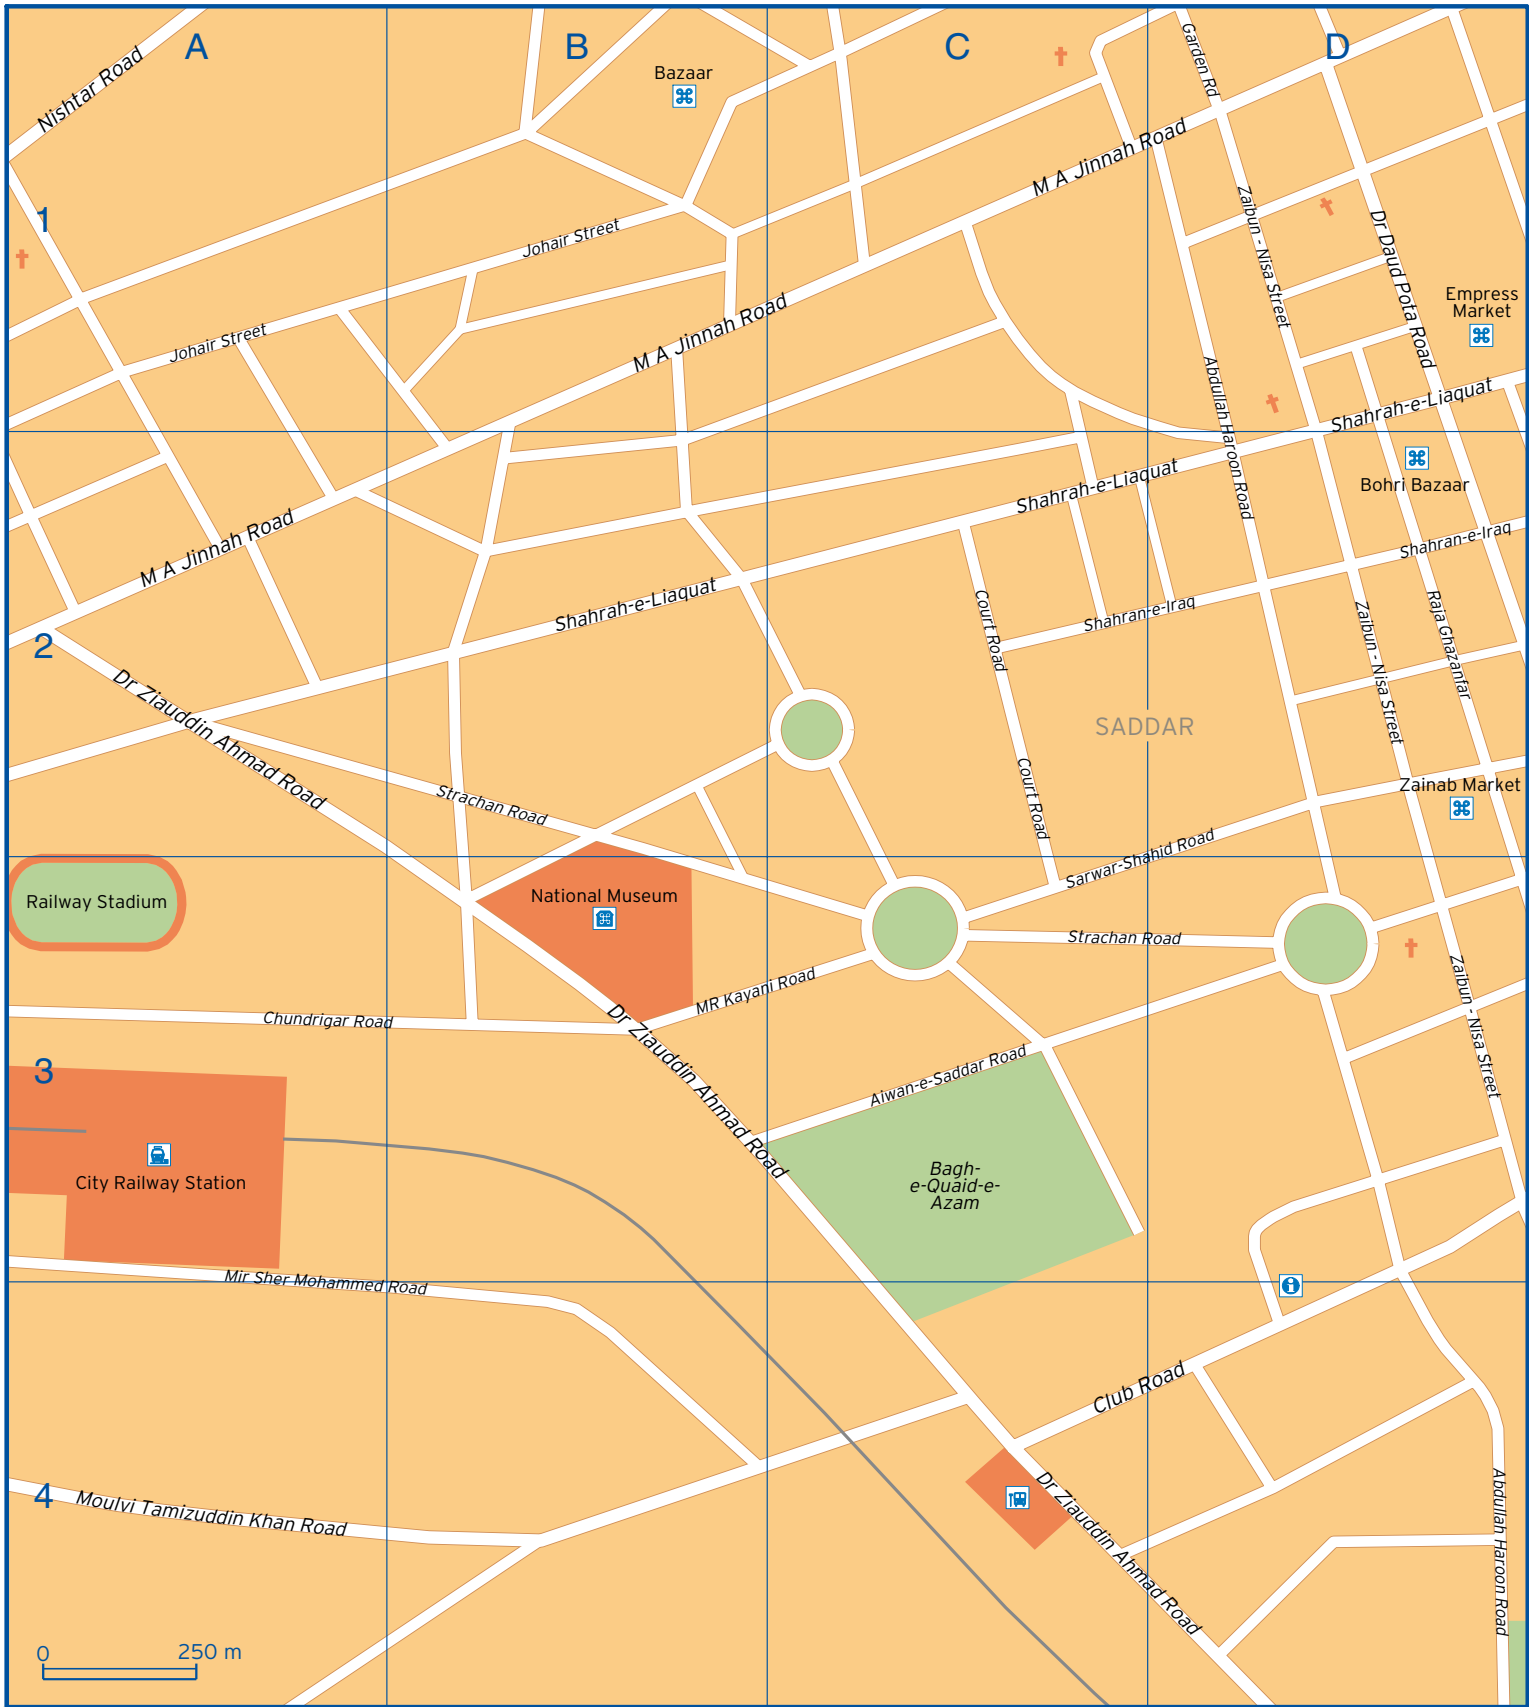 A
B
C
D
1
2
3
4
Nishtar Road
Bazaar
Garden Rd
M A Jinnah Road
Johair Street
Zaibun - Nisa Street
Dr Daud Pota Road
Empress
Market
Johair Street
M A Jinnah Road
Abdullah Haroon Road
Shahrah-e-Liaquat
Bohri Bazaar
Shahrah-e-Liaquat
M A Jinnah Road
Shahran-e-Iraq
Shahrah-e-Liaquat
Court Road
Shahran-e-Iraq
Zaibun - Nisa Street
Raja Ghazanfar
Dr Ziauddin Ahmad Road
SADDAR
Strachan Road
Court Road
Zainab Market
Sarwar-Shahid Road
Railway Stadium
National Museum
Strachan Road
MR Kayani Road
Zaibun - Nisa Street
Chundrigar Road
Dr Ziauddin Ahmad Road
Aiwan-e-Saddar Road
City Railway Station
Bagh-
e-Quaid-e-
Azam
Mir Sher Mohammed Road
Club Road
Moulvi Tamizuddin Khan Road
Dr Ziauddin Ahmad Road
Abdullah Haroon Road
0
250 m